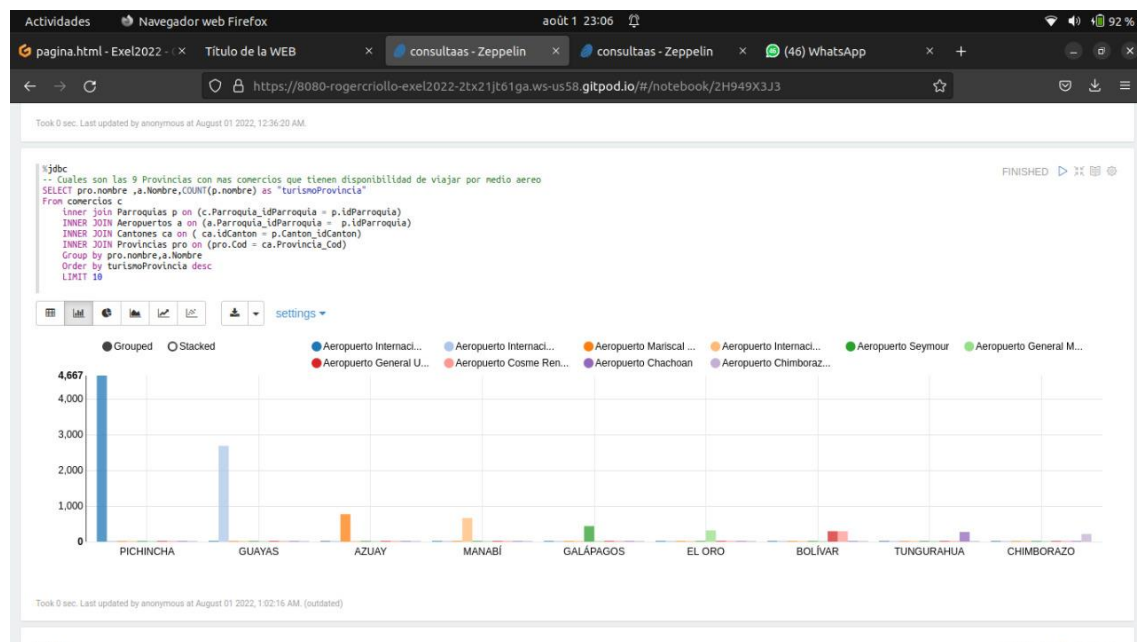 Actividades Navegador web Firefox août 1 23:06 92 %
pagina.html - Exel2022 - Título de la WEB consultaas - Zeppelin consultaas - Zeppelin (46) WhatsApp
https://8080-rogercriollo-exel2022-2tx21jt61ga.ws-us58.gitpod.io/#/notebook/2H949X3J3
Took 0 sec. Last updated by anonymous at August 01 2022, 12:36:20 AM.
%jdbc FINISHED
-- Cuales son las 9 Provincias con mas comercios que tienen disponibilidad de viajar por medio aereo
SELECT pro.nombre ,a.Nombre,COUNT(p.nombre) as "turismoProvincia"
From comercios c
inner join Parroquias p on (c.Parroquia_idParroquia = p.idParroquia)
INNER JOIN Aeropuertos a on (a.Parroquia_idParroquia = p.idParroquia)
INNER JOIN Cantones ca on ( ca.idCanton = p.Canton_idCanton)
INNER JOIN Provincias pro on (pro.Cod = ca.Provincia_Cod)
Group by pro.nombre,a.Nombre
Order by turismoProvincia desc
LIMIT 10
settings
Grouped Stacked Aeropuerto Internaci... Aeropuerto Internaci... Aeropuerto Mariscal ... Aeropuerto Internaci... Aeropuerto Seymour Aeropuerto General M...
Aeropuerto General U... Aeropuerto Cosme Ren... Aeropuerto Chachoan Aeropuerto Chimboraz...
4,667
4,000
3,000
2,000
1,000
0
PICHINCHA GUAYAS AZUAY MANABÍ GALÁPAGOS EL ORO BOLÍVAR TUNGURAHUA CHIMBORAZO
Took 0 sec. Last updated by anonymous at August 01 2022, 1:02:16 AM. (outdated)